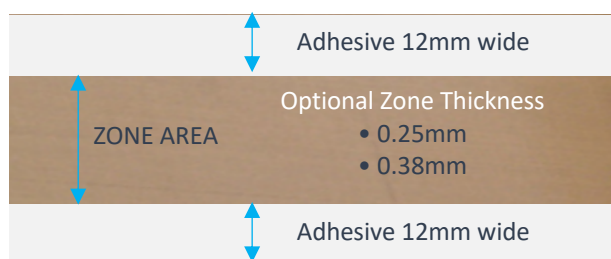 Adhesive 12mm wide
Optional Zone Thickness
ZONE AREA
• 0.25mm
• 0.38mm
Adhesive 12mm wide